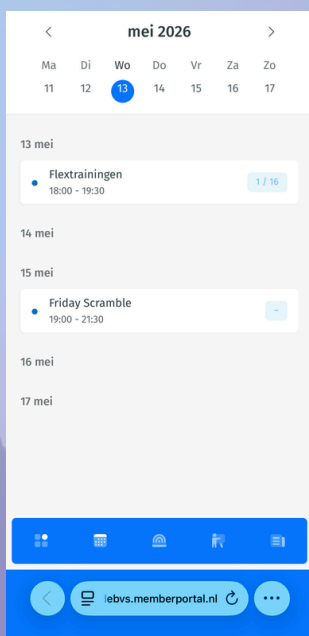 mei 2026
Ma Di Wo Do Vr Za Zo
11 12 13 14 15 16 17
13 mei
Flextrainingen
18:00 - 19:30
1 / 16
14 mei
15 mei
Friday Scramble
19:00 - 21:30
-
16 mei
17 mei
lebvs.memberportal.nl